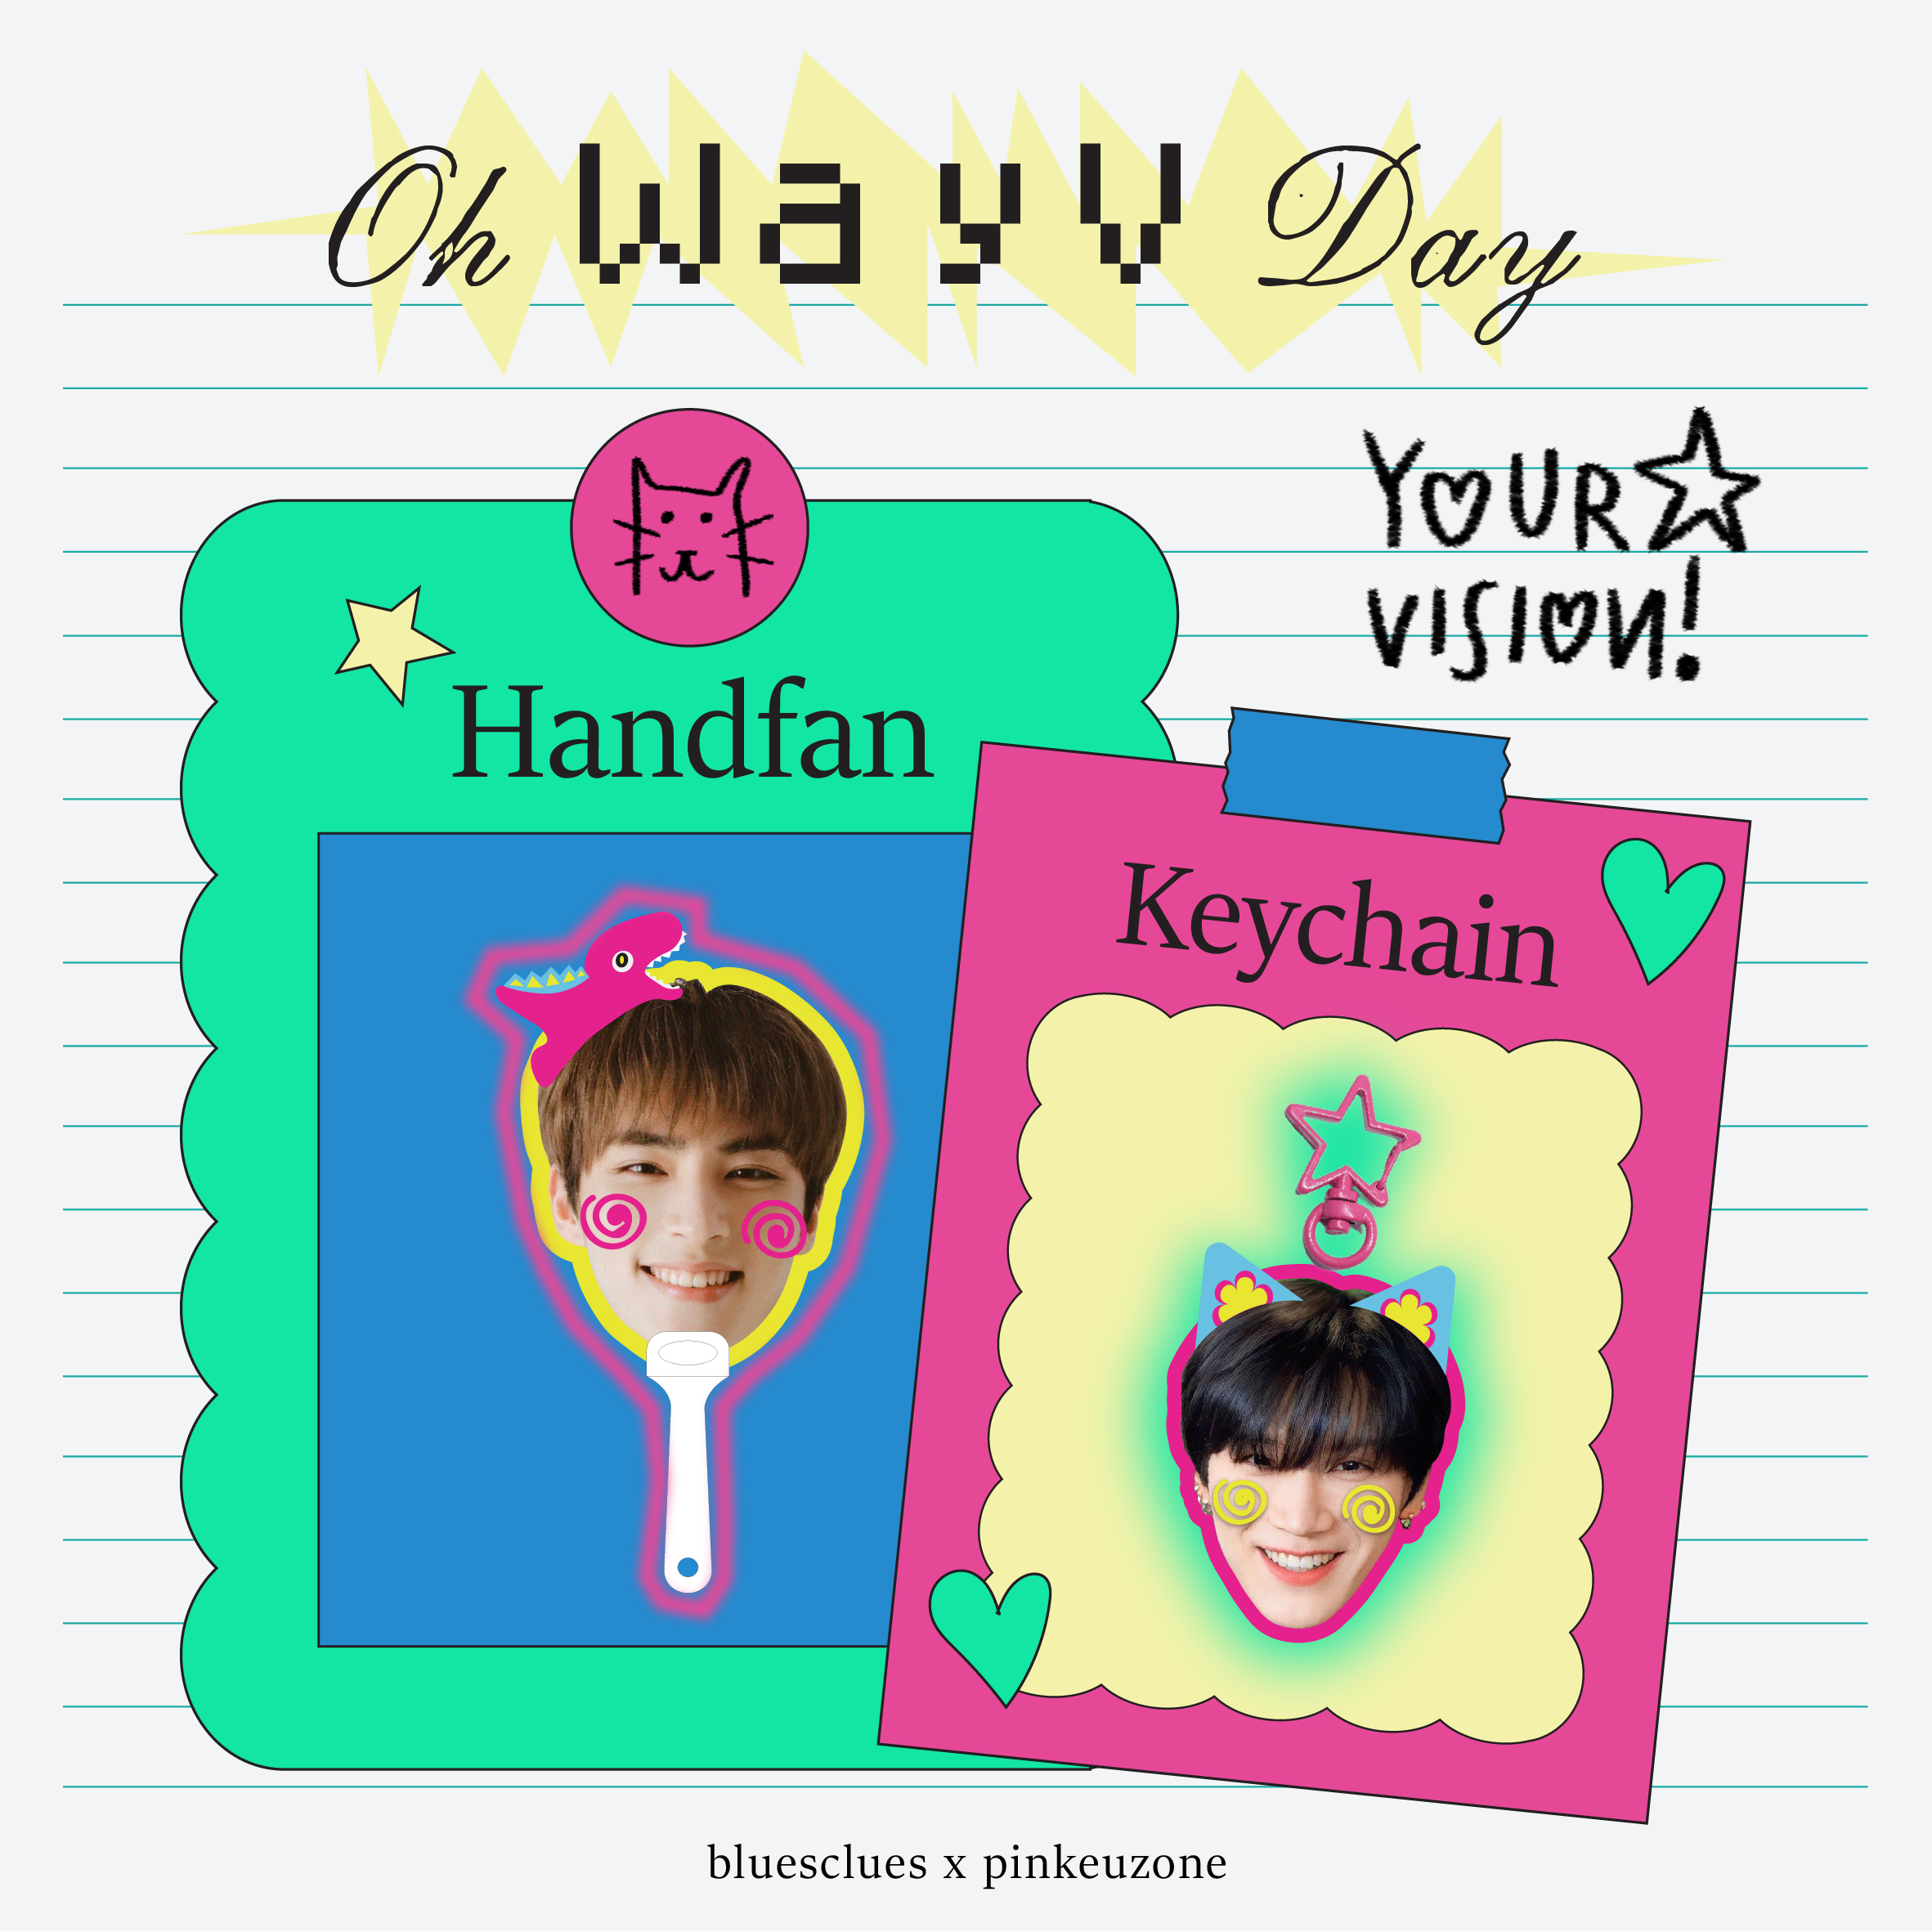 Oh WayV Day
YOUR
VISION!
Handfan
Keychain
bluesclues x pinkeuzone